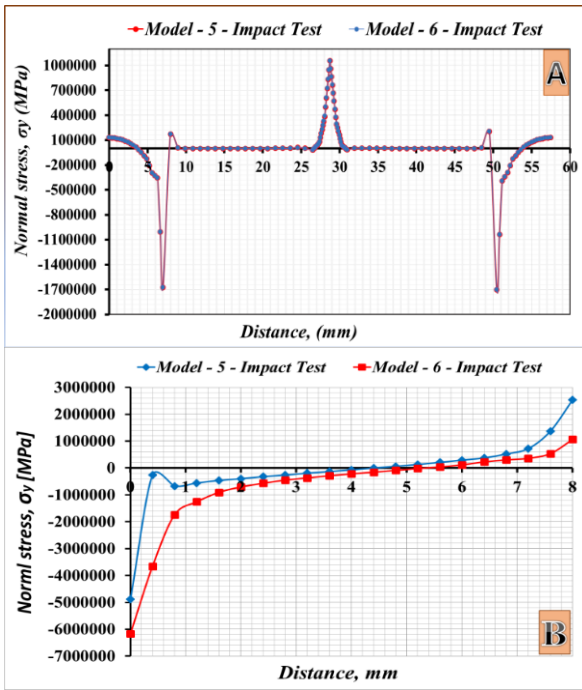 Model - 5 - Impact Test Model - 6 - Impact Test
A
Normal stress, σy (MPa)
1000000
700000
400000
100000
-200000
-500000
-800000
-1100000
-1400000
-1700000
-2000000
0 5 10 15 20 25 30 35 40 45 50 55 60
Distance, (mm)
Model - 5 - Impact Test Model - 6 - Impact Test
Norml stress, σy [MPa]
3000000
2000000
1000000
0
-1000000
-2000000
-3000000
-4000000
-5000000
-6000000
-7000000
0 1 2 3 4 5 6 7 8
B
Distance, mm